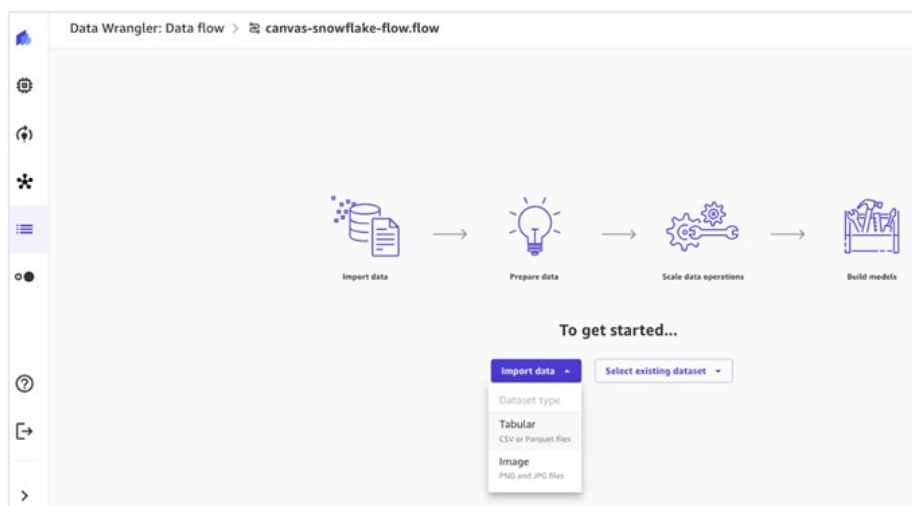 Data Wrangler: Data flow > canvas-snowflake-flow.flow
Import data
Prepare data
Scale data operations
Build models
To get started...
Import data
Select existing dataset
Dataset type
Tabular
CSV or Parquet files
Image
PNG and JPG files